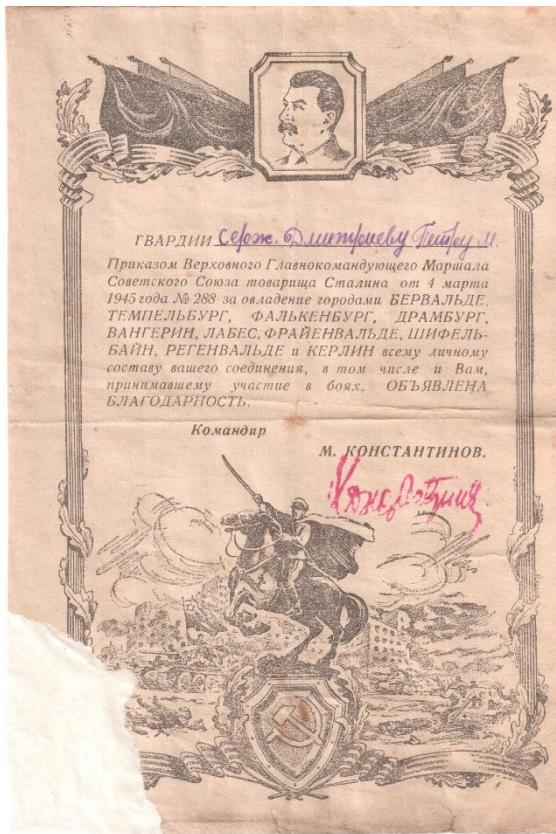 ГВАРДИИ Серж. Дмитриеву Петру М.
Приказом Верховного Главнокомандующего Маршала
Советского Союза товарища Сталина от 4 марта
1945 года № 288 за овладение городами БЕРВАЛЬДЕ,
ТЕМПЕЛЬБУРГ, ФАЛЬКЕНБУРГ, ДРАМБУРГ,
ВАНГЕРИН, ЛАБЕС, ФРАЙЕНВАЛЬДЕ, ШИФЕЛЬ-
БАЙН, РЕГЕНВАЛЬДЕ и КЕРЛИН всему личному
составу вашего соединения, в том числе и Вам,
принимавшему участие в боях, ОБЪЯВЛЕНА
БЛАГОДАРНОСТЬ.
Командир
М. КОНСТАНТИНОВ.